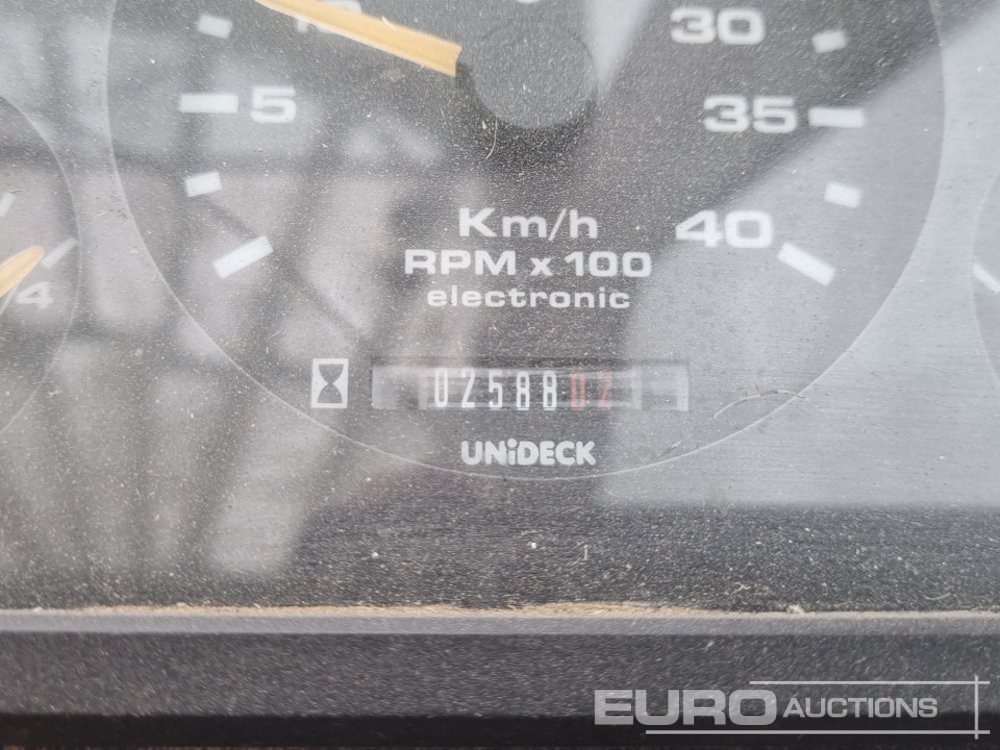 30
5
35
Km/h
40
RPM x 100
electronic
4
0258802
UNiDECK
EURO AUCTIONS